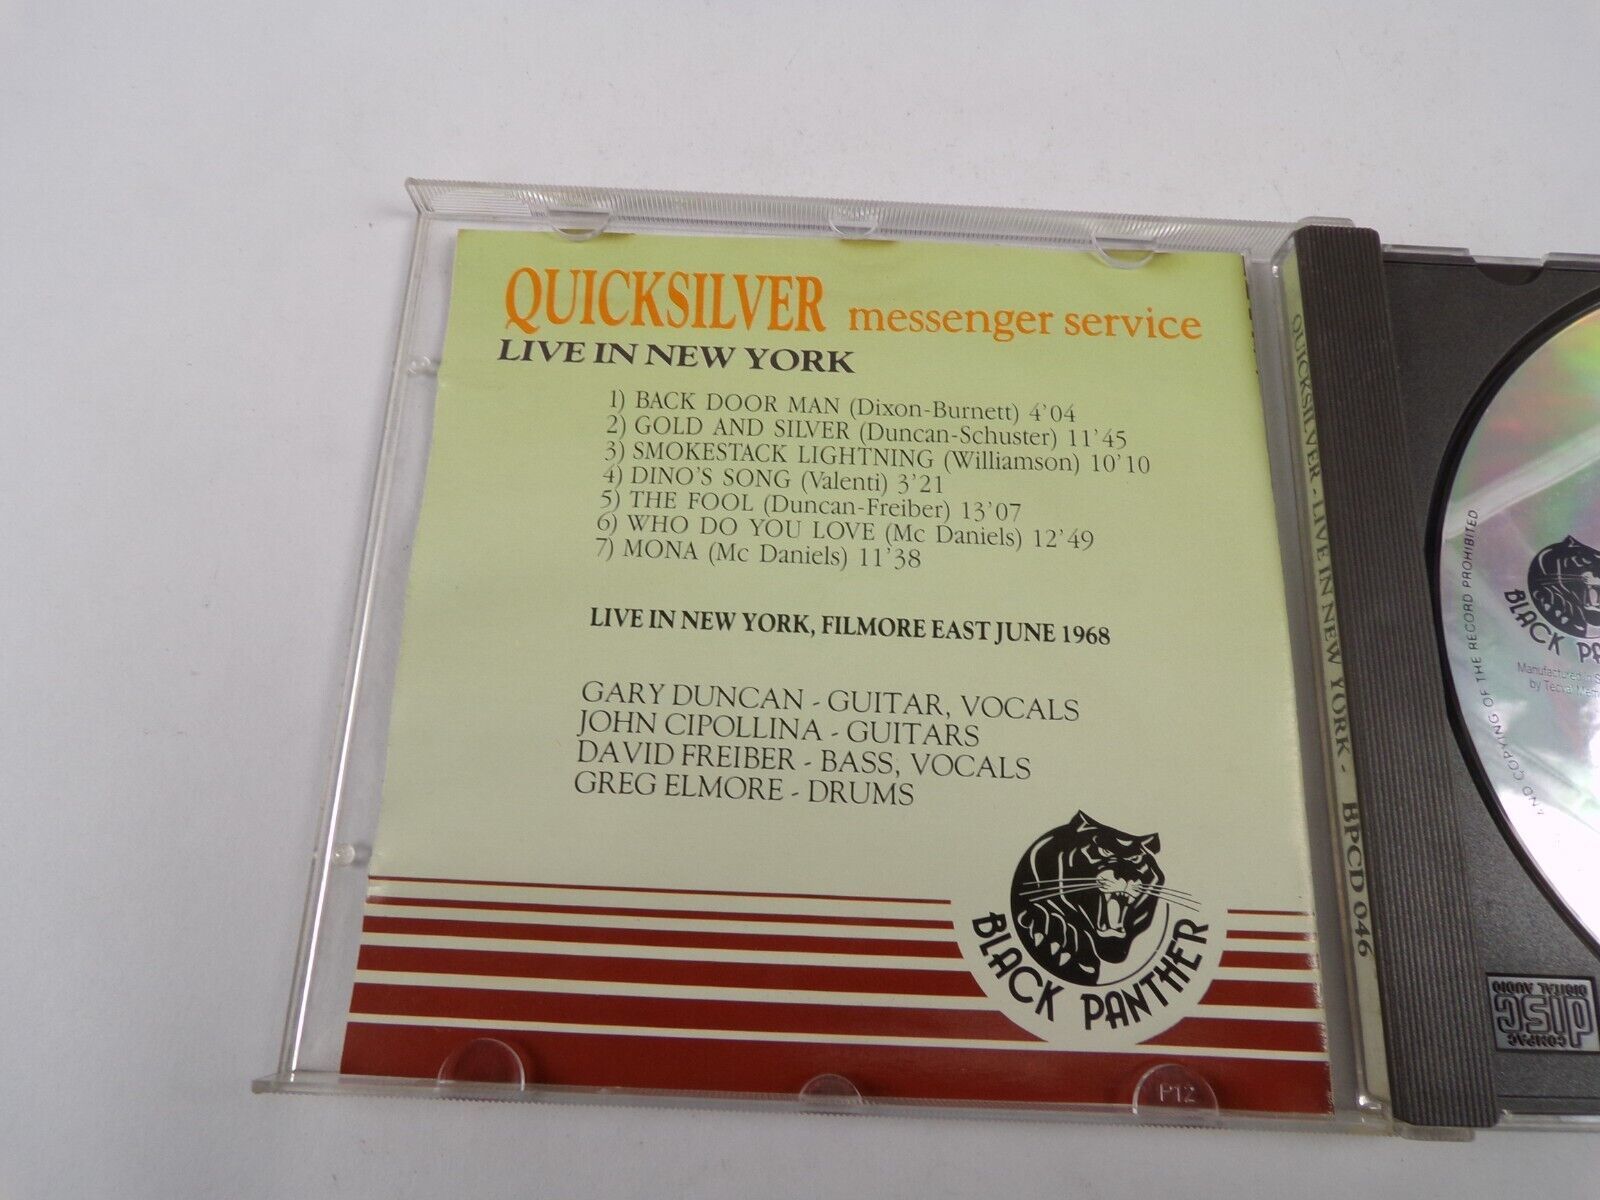 QUICKSILVER messenger service
LIVE IN NEW YORK
1) BACK DOOR MAN (Dixon-Burnett) 4'04
2) GOLD AND SILVER (Duncan-Schuster) 11'45
3) SMOKESTACK LIGHTNING (Williamson) 10'10
4) DINO'S SONG (Valenti) 3'21
5) THE FOOL (Duncan-Freiber) 13'07
6) WHO DO YOU LOVE (Mc Daniels) 12'49
7) MONA (Mc Daniels) 11'38
LIVE IN NEW YORK, FILMORE EAST JUNE 1968
GARY DUNCAN - GUITAR, VOCALS
JOHN CIPOLLINA - GUITARS
DAVID FREIBER - BASS, VOCALS
GREG ELMORE - DRUMS
BLACK PANTHER
P12
QUICKSILVER - LIVE IN NEW YORK - BPCD 046
COPYING OF THE RECORD PROHIBITED
BLACK
Manufactured in
by Tecval
COMPACT
disc
DIGITAL AUDIO